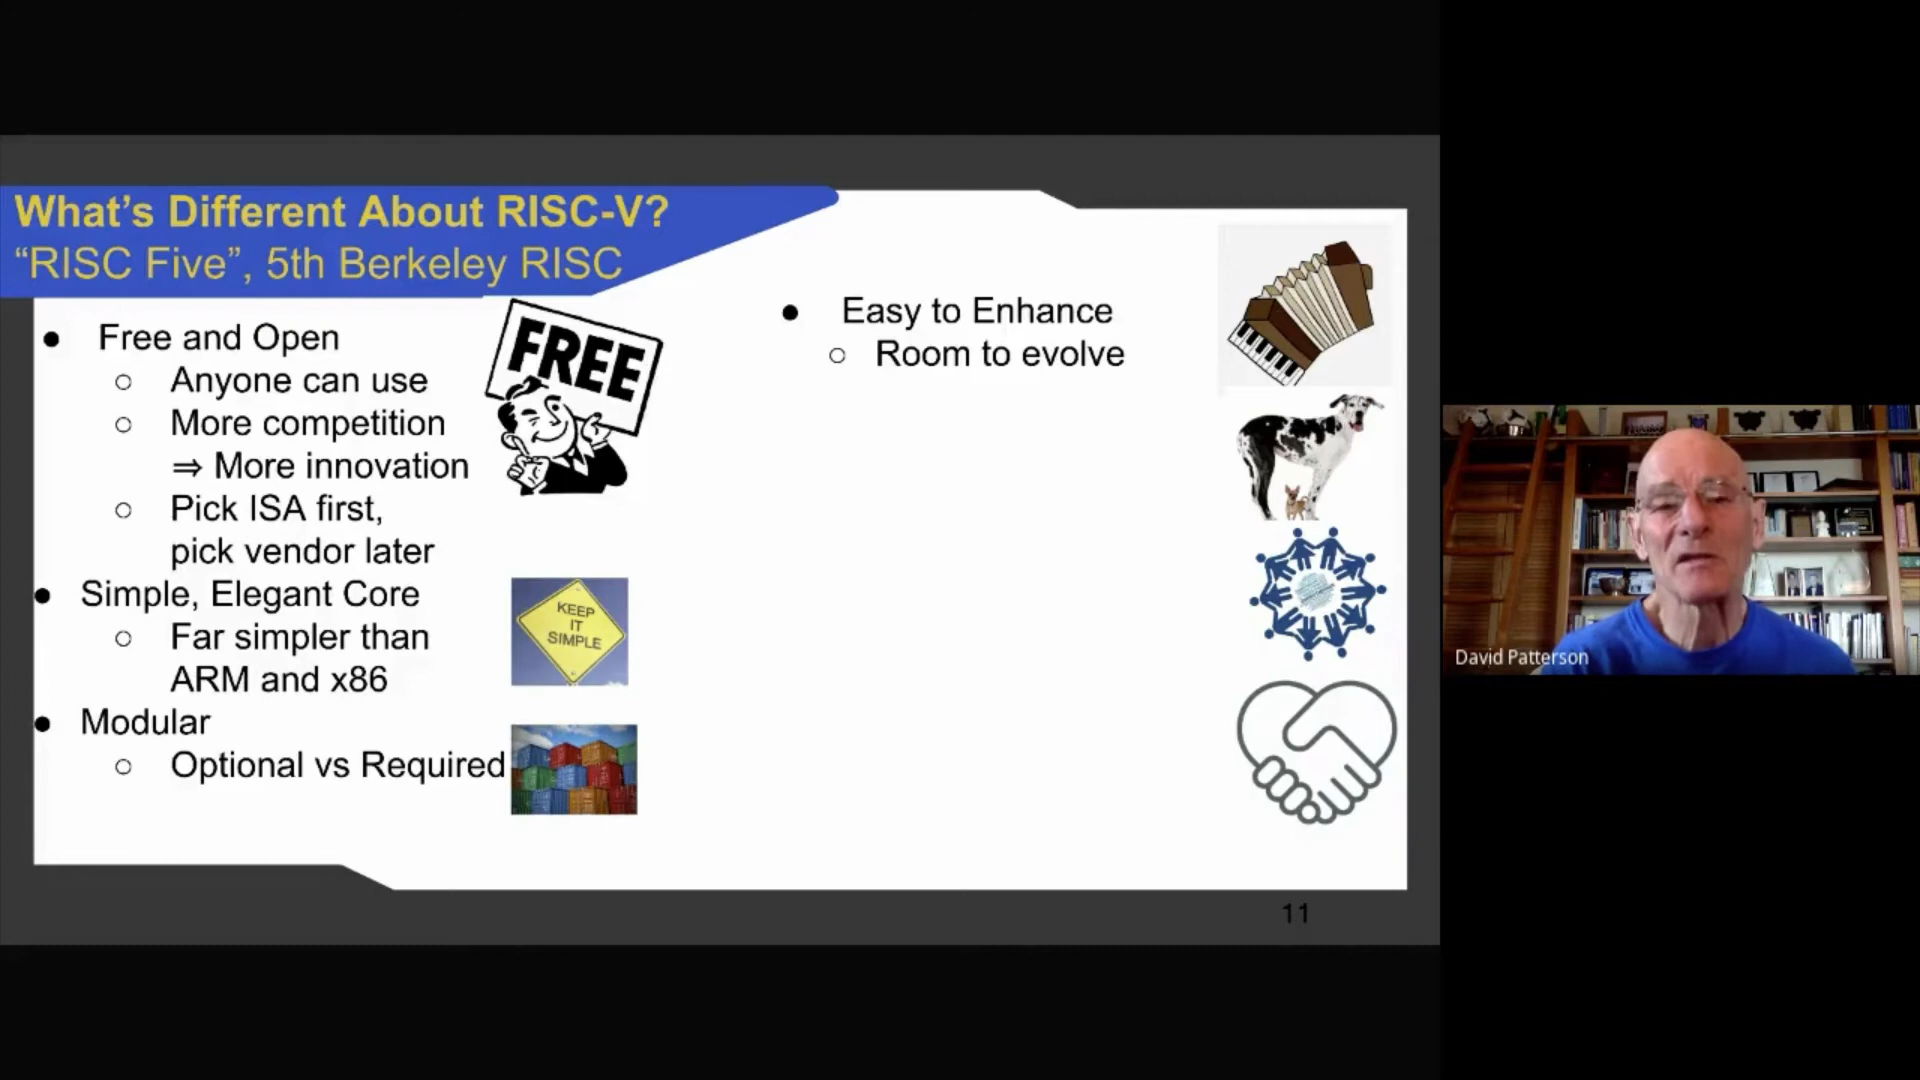 What's Different About RISC-V?
“RISC Five”, 5th Berkeley RISC
● Free and Open
○ Anyone can use
○ More competition
⇒ More innovation
○ Pick ISA first,
pick vendor later
● Simple, Elegant Core
○ Far simpler than
ARM and x86
● Modular
○ Optional vs Required
FREE
KEEP
IT
SIMPLE
● Easy to Enhance
○ Room to evolve
11
David Patterson